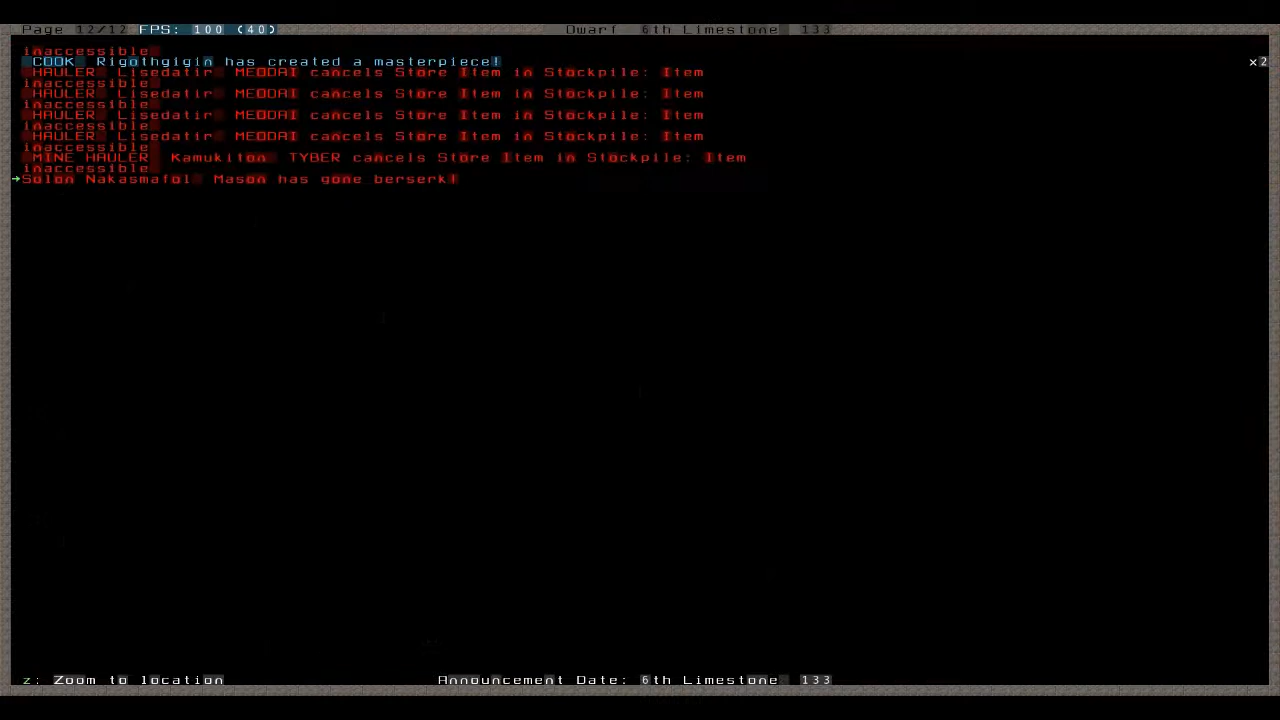 Page 12/12 FPS: 100 (40) Dwarf 6th Limestone 133
inaccessible
COOK Rigothgigin has created a masterpiece! x2
HAULER Lisedatir MEODAI cancels Store Item in Stockpile: Item
inaccessible
HAULER Lisedatir MEODAI cancels Store Item in Stockpile: Item
inaccessible
HAULER Lisedatir MEODAI cancels Store Item in Stockpile: Item
inaccessible
HAULER Lisedatir MEODAI cancels Store Item in Stockpile: Item
inaccessible
MINE HAULER Kamukiton TYBER cancels Store Item in Stockpile: Item
inaccessible
→Solon Nakasmafol Mason has gone berserk!
z: Zoom to location Announcement Date: 6th Limestone 133